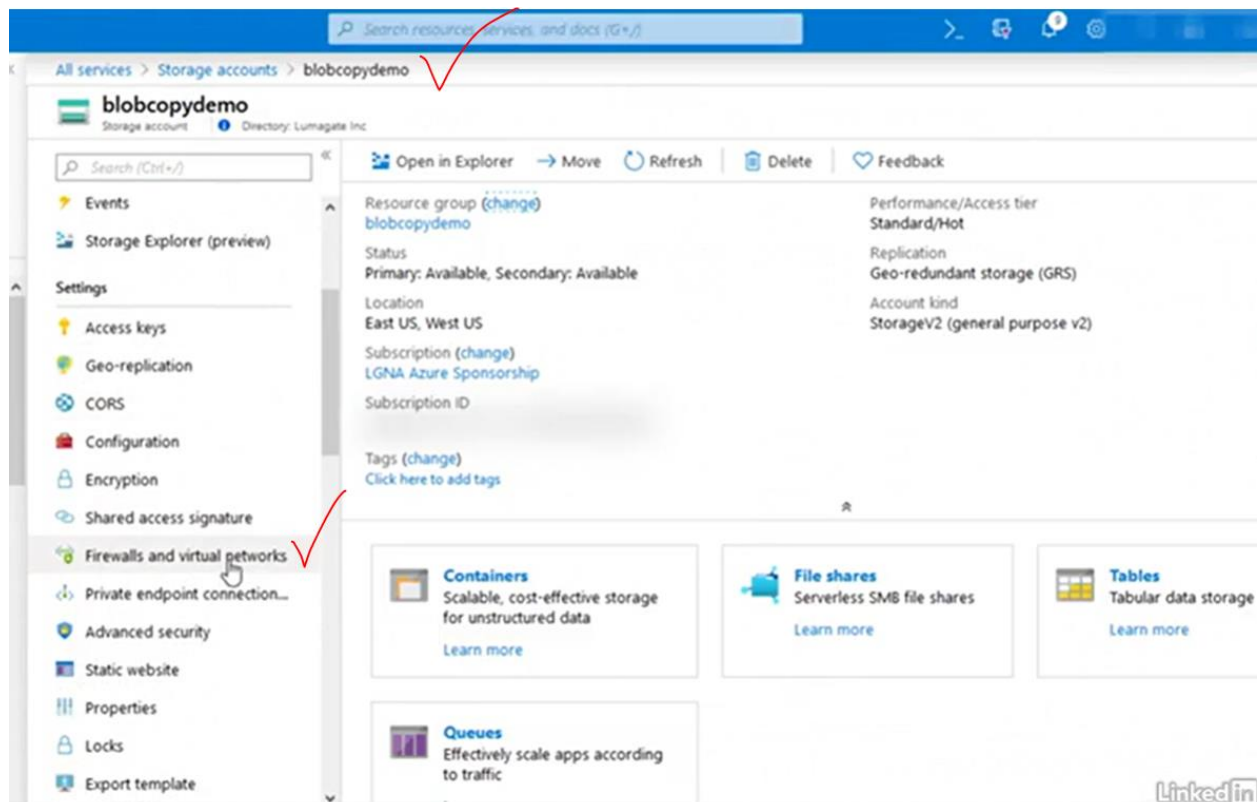 Search resources, services, and docs (G+/)
All services > Storage accounts > blobcopydemo
blobcopydemo
Storage account
Directory: Lumagate Inc
Search (Ctrl+/)
Events
Storage Explorer (preview)
Settings
Access keys
Geo-replication
CORS
Configuration
Encryption
Shared access signature
Firewalls and virtual networks
Private endpoint connection...
Advanced security
Static website
Properties
Locks
Export template
Open in Explorer
Move
Refresh
Delete
Feedback
Resource group (change)
blobcopydemo
Status
Primary: Available, Secondary: Available
Location
East US, West US
Subscription (change)
LGNA Azure Sponsorship
Subscription ID
Tags (change)
Click here to add tags
Performance/Access tier
Standard/Hot
Replication
Geo-redundant storage (GRS)
Account kind
StorageV2 (general purpose v2)
Containers
Scalable, cost-effective storage
for unstructured data
Learn more
File shares
Serverless SMB file shares
Learn more
Tables
Tabular data storage
Learn more
Queues
Effectively scale apps according
to traffic
Linked in